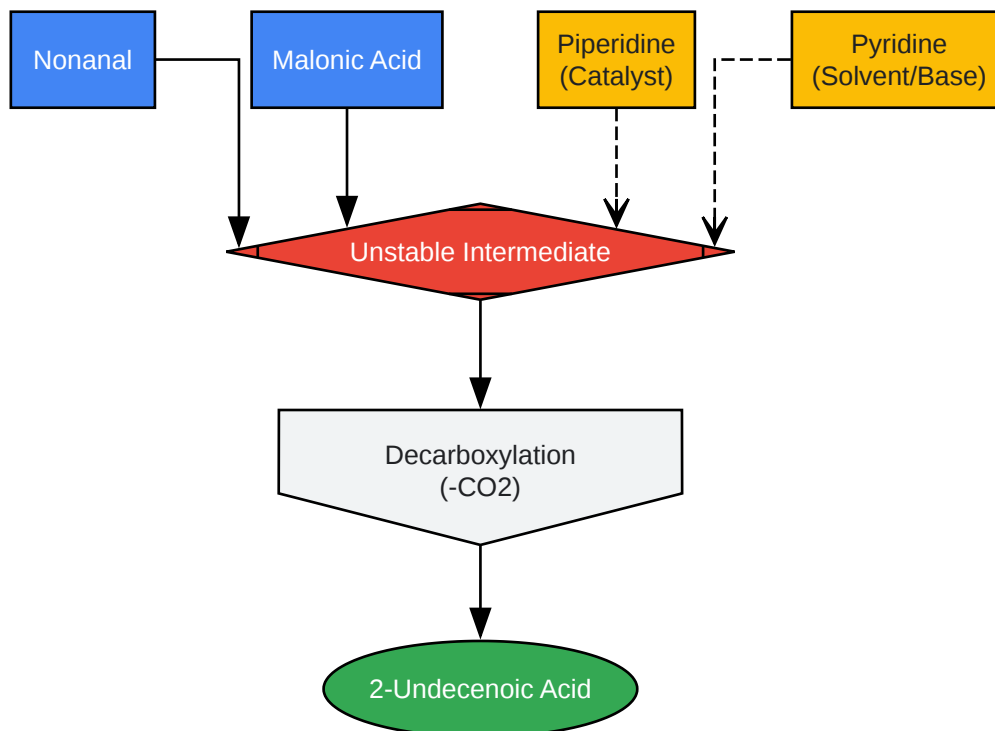 Nonanal
Malonic Acid
Piperidine
(Catalyst)
Pyridine
(Solvent/Base)
Unstable Intermediate
Decarboxylation
(-CO2)
2-Undecenoic Acid